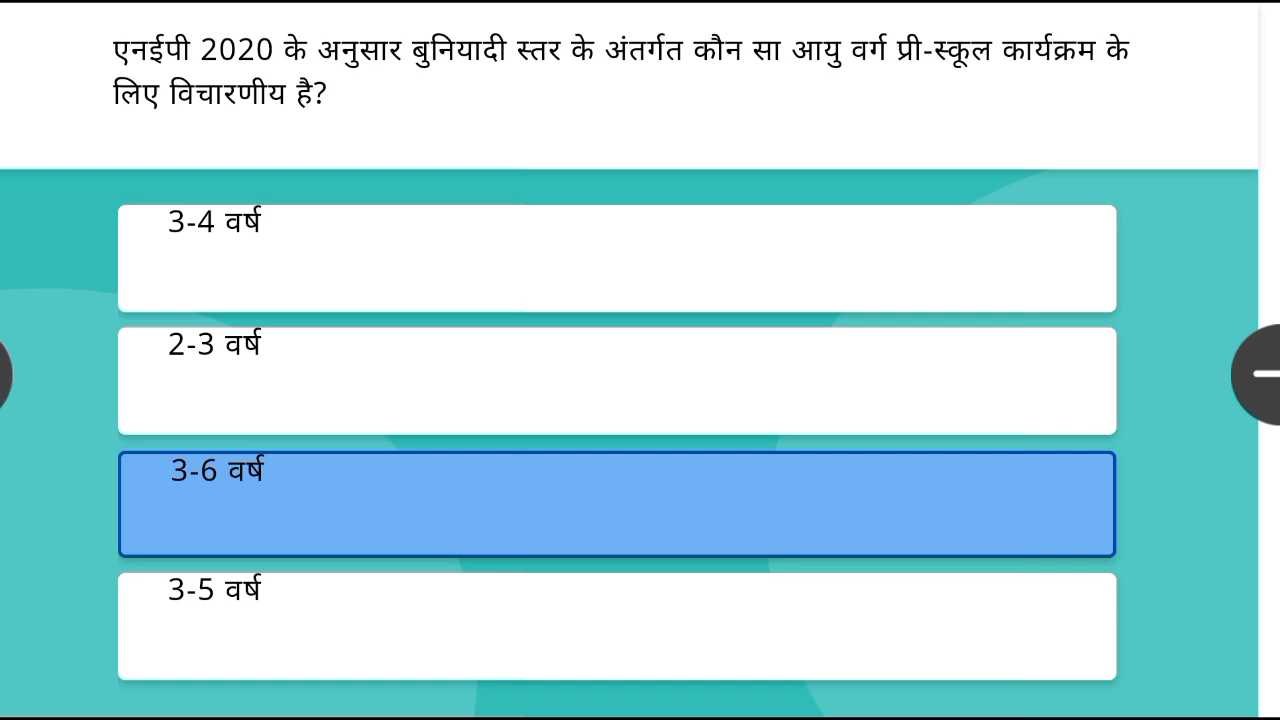 एनईपी 2020 के अनुसार बुनियादी स्तर के अंतर्गत कौन सा आयु वर्ग प्री-स्कूल कार्यक्रम के
लिए विचारणीय है?
3-4 वर्ष
2-3 वर्ष
3-6 वर्ष
3-5 वर्ष